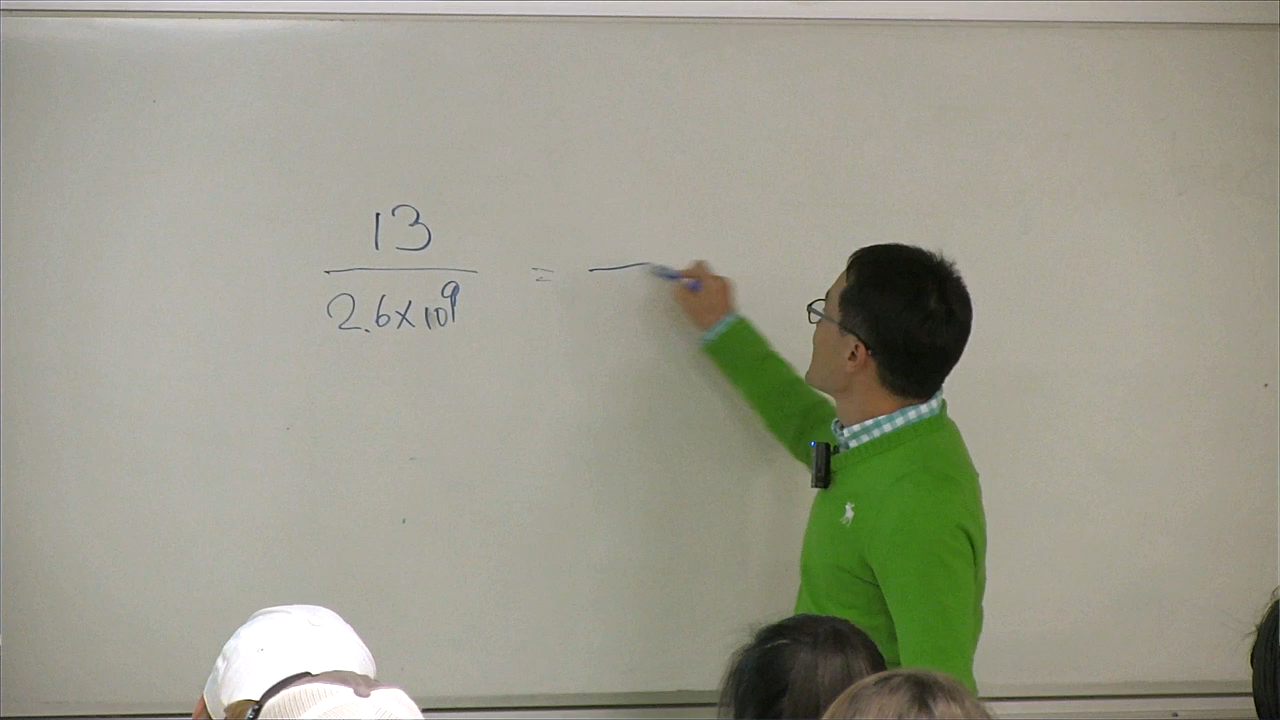 13
2.6×10⁹
=